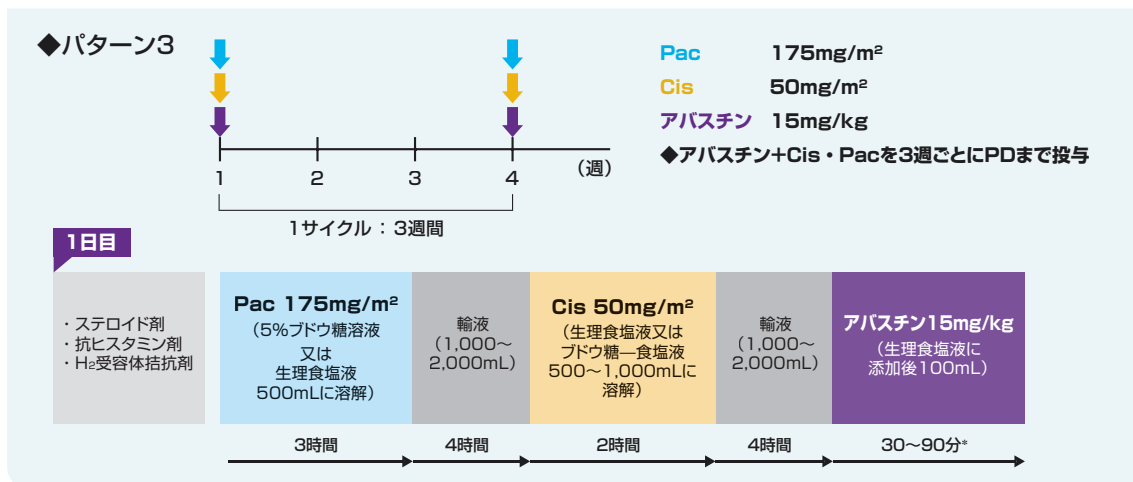 ◆パターン3
Pac 175mg/m²
Cis 50mg/m²
アバスチン 15mg/kg
◆アバスチン+Cis・Pacを3週ごとにPDまで投与
1 2 3 4 (週)
1サイクル：3週間
1日目
・ステロイド剤
・抗ヒスタミン剤
・H₂受容体拮抗剤
Pac 175mg/m²
（5％ブドウ糖溶液
又は
生理食塩液
500mLに溶解）
輸液
（1,000〜
2,000mL）
Cis 50mg/m²
（生理食塩液又は
ブドウ糖―食塩液
500〜1,000mLに
溶解）
輸液
（1,000〜
2,000mL）
アバスチン15mg/kg
（生理食塩液に
添加後100mL）
3時間 4時間 2時間 4時間 30〜90分*